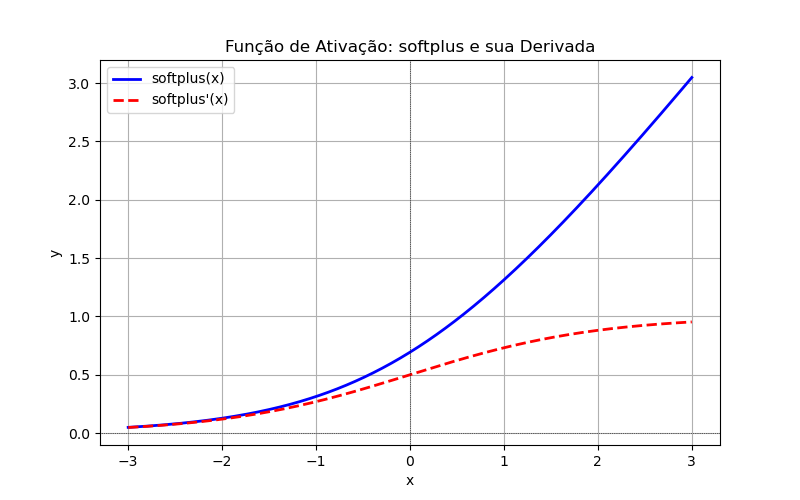 Função de Ativação: softplus e sua Derivada
softplus(x)
softplus'(x)
3.0
2.5
2.0
1.5
1.0
0.5
0.0
y
−3
−2
−1
0
1
2
3
x